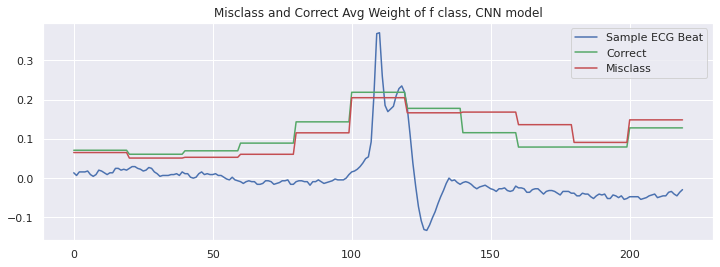 Misclass and Correct Avg Weight of f class, CNN model
Sample ECG Beat
Correct
Misclass
0.3
0.2
0.1
0.0
−0.1
0
50
100
150
200